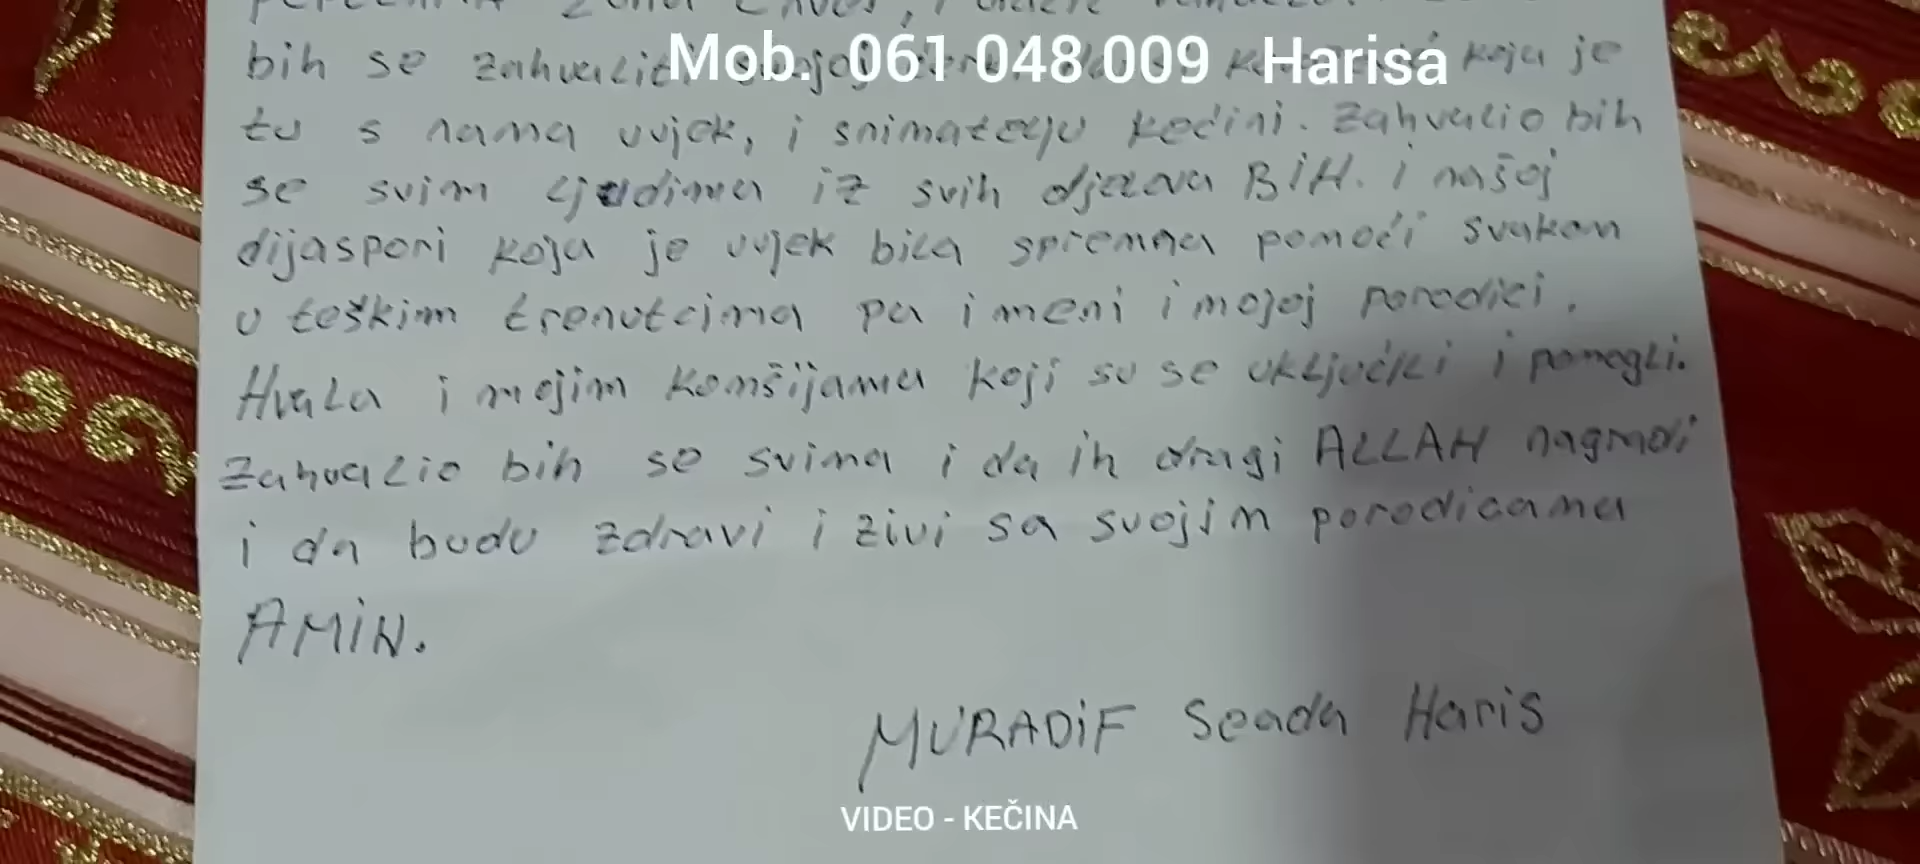 bih se zahvalit Mob. 061 048 009 Harisa koja je
tu s nama uvjek, i snimatelju kečini. Zahvalio bih
se svim ljudima iz svih djelova BIH. i našoj
dijaspori koja je uvjek bila spremna pomoći svakom
u teškim trenutcima pa i meni i mojoj porodici.
Hvala i mojim komšijama koji su se uključili i pomogli.
Zahvalio bih se svima i da ih dragi ALLAH nagradi
i da budu zdravi i zivi sa svojim porodicama
AMIN.
MURADIF Seada Haris
VIDEO - KEČINA